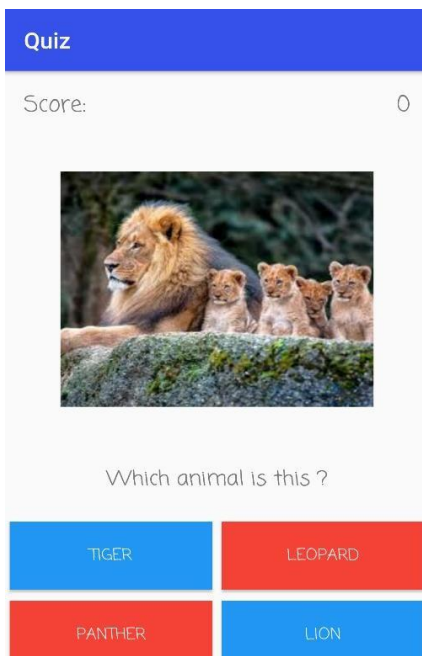 Quiz
Score: 0
Which animal is this ?
TIGER LEOPARD
PANTHER LION